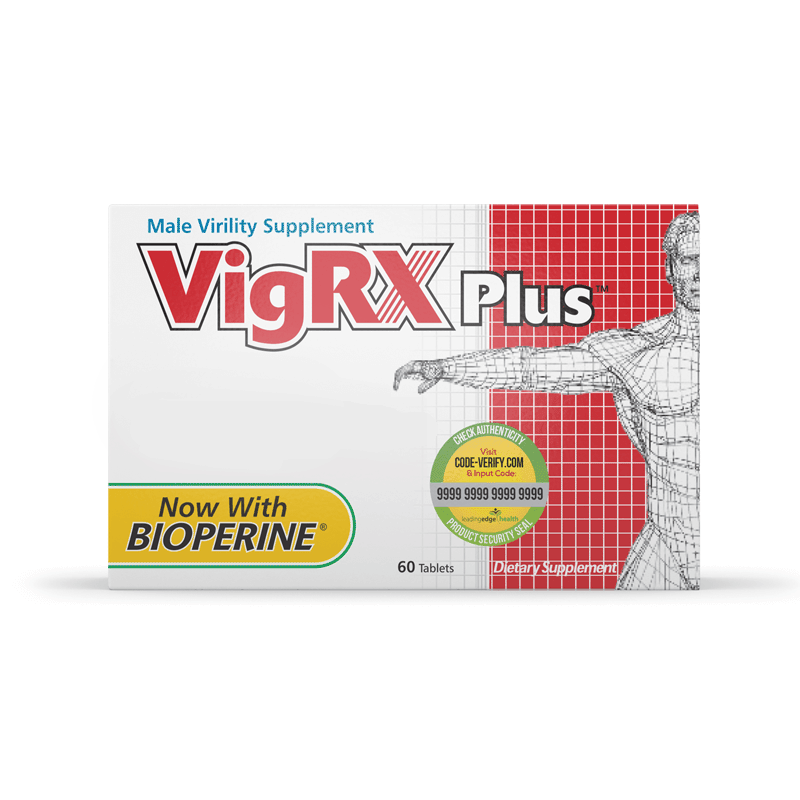 Male Virility Supplement
VigRX Plus™
CHECK AUTHENTICITY
Visit
CODE-VERIFY.COM
& Input Code:
9999 9999 9999 9999
leadingedge health
PRODUCT SECURITY SEAL
Now With
BIOPERINE®
60 Tablets
Dietary Supplement